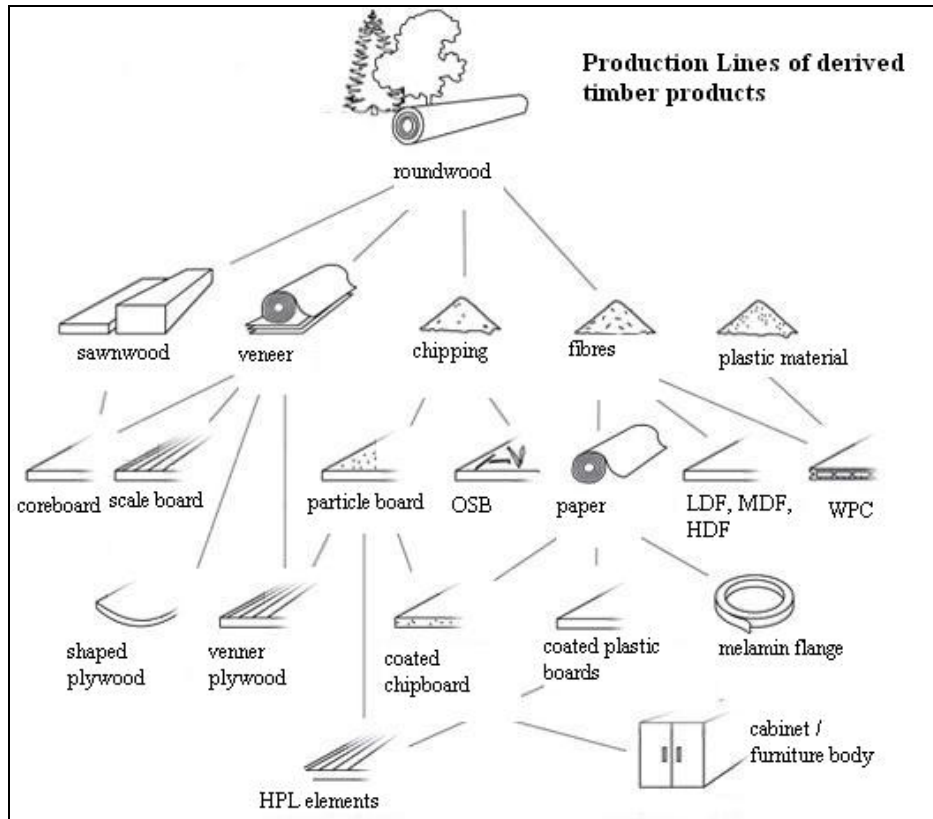 Production Lines of derived
timber products
roundwood
sawnwood
veneer
chipping
fibres
plastic material
coreboard
scale board
particle board
OSB
paper
LDF, MDF,
HDF
WPC
shaped
plywood
venner
plywood
coated
chipboard
coated plastic
boards
melamin flange
HPL elements
cabinet /
furniture body